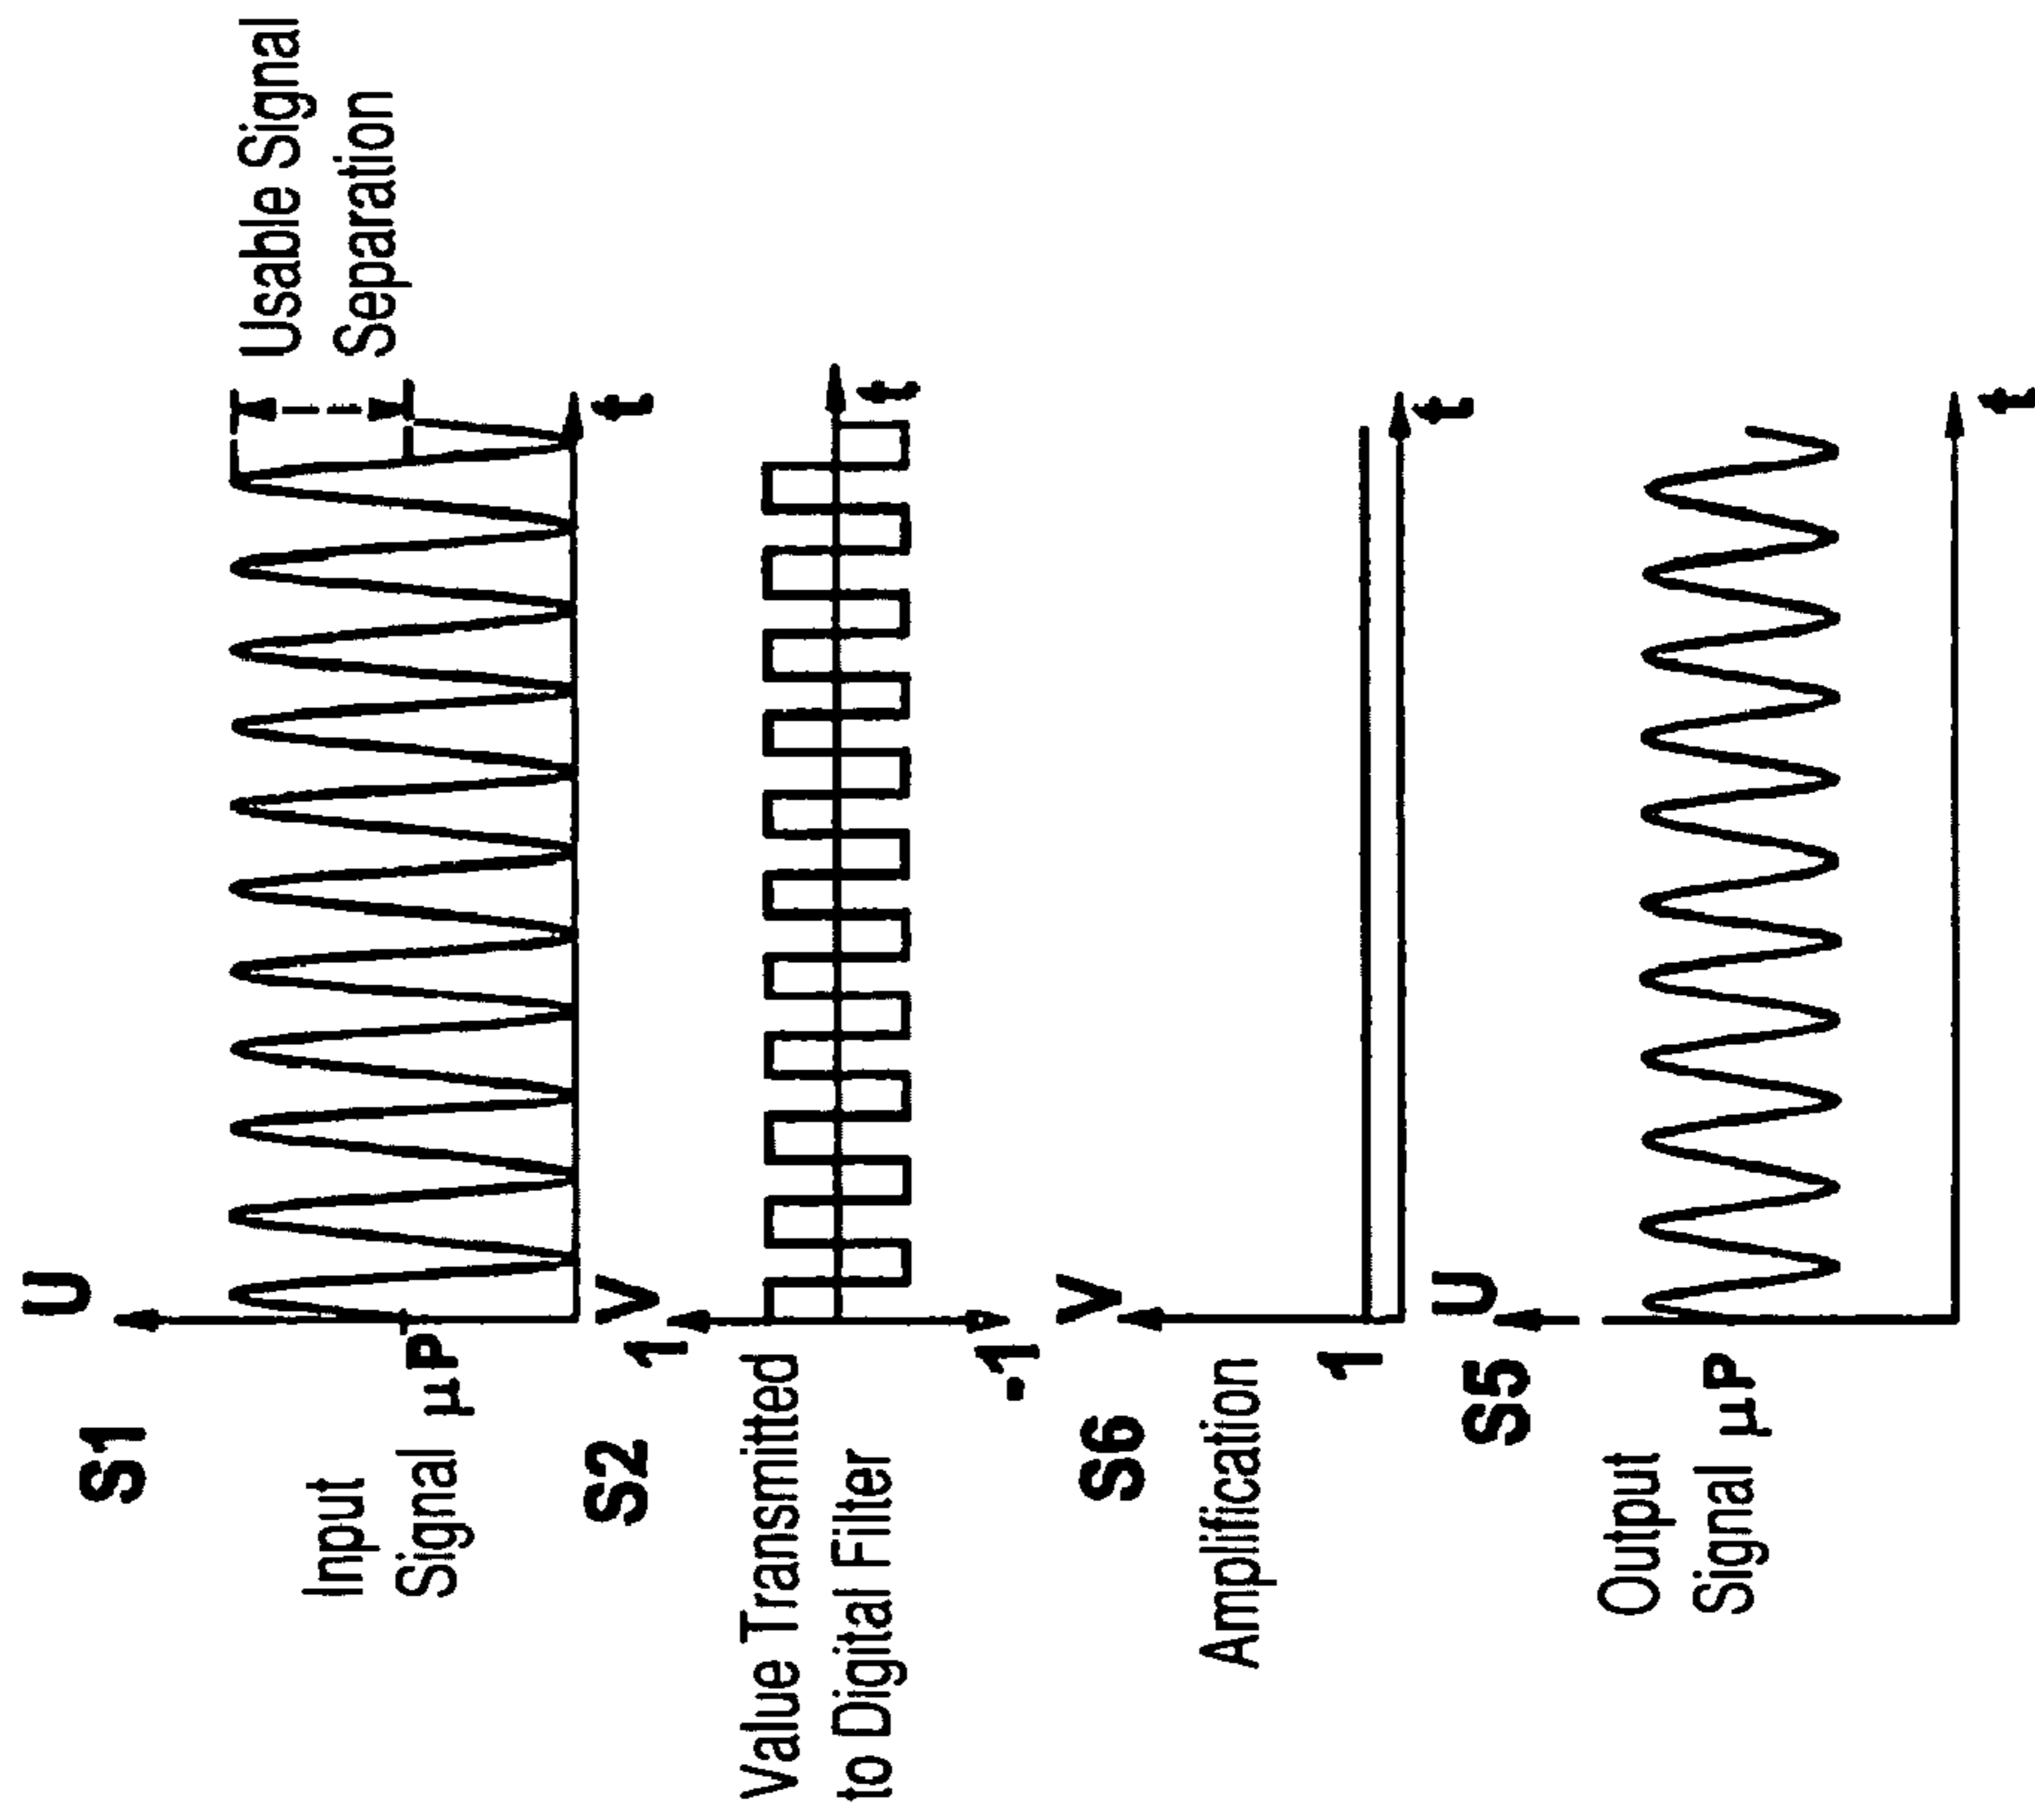 S1
U
Input
Signal
µP
Usable Signal
Separation
t
S2
V
1
Value Transmitted
to Digital Filter
-1
t
S6
V
Amplification
1
t
S5
U
Output
Signal
µP
t